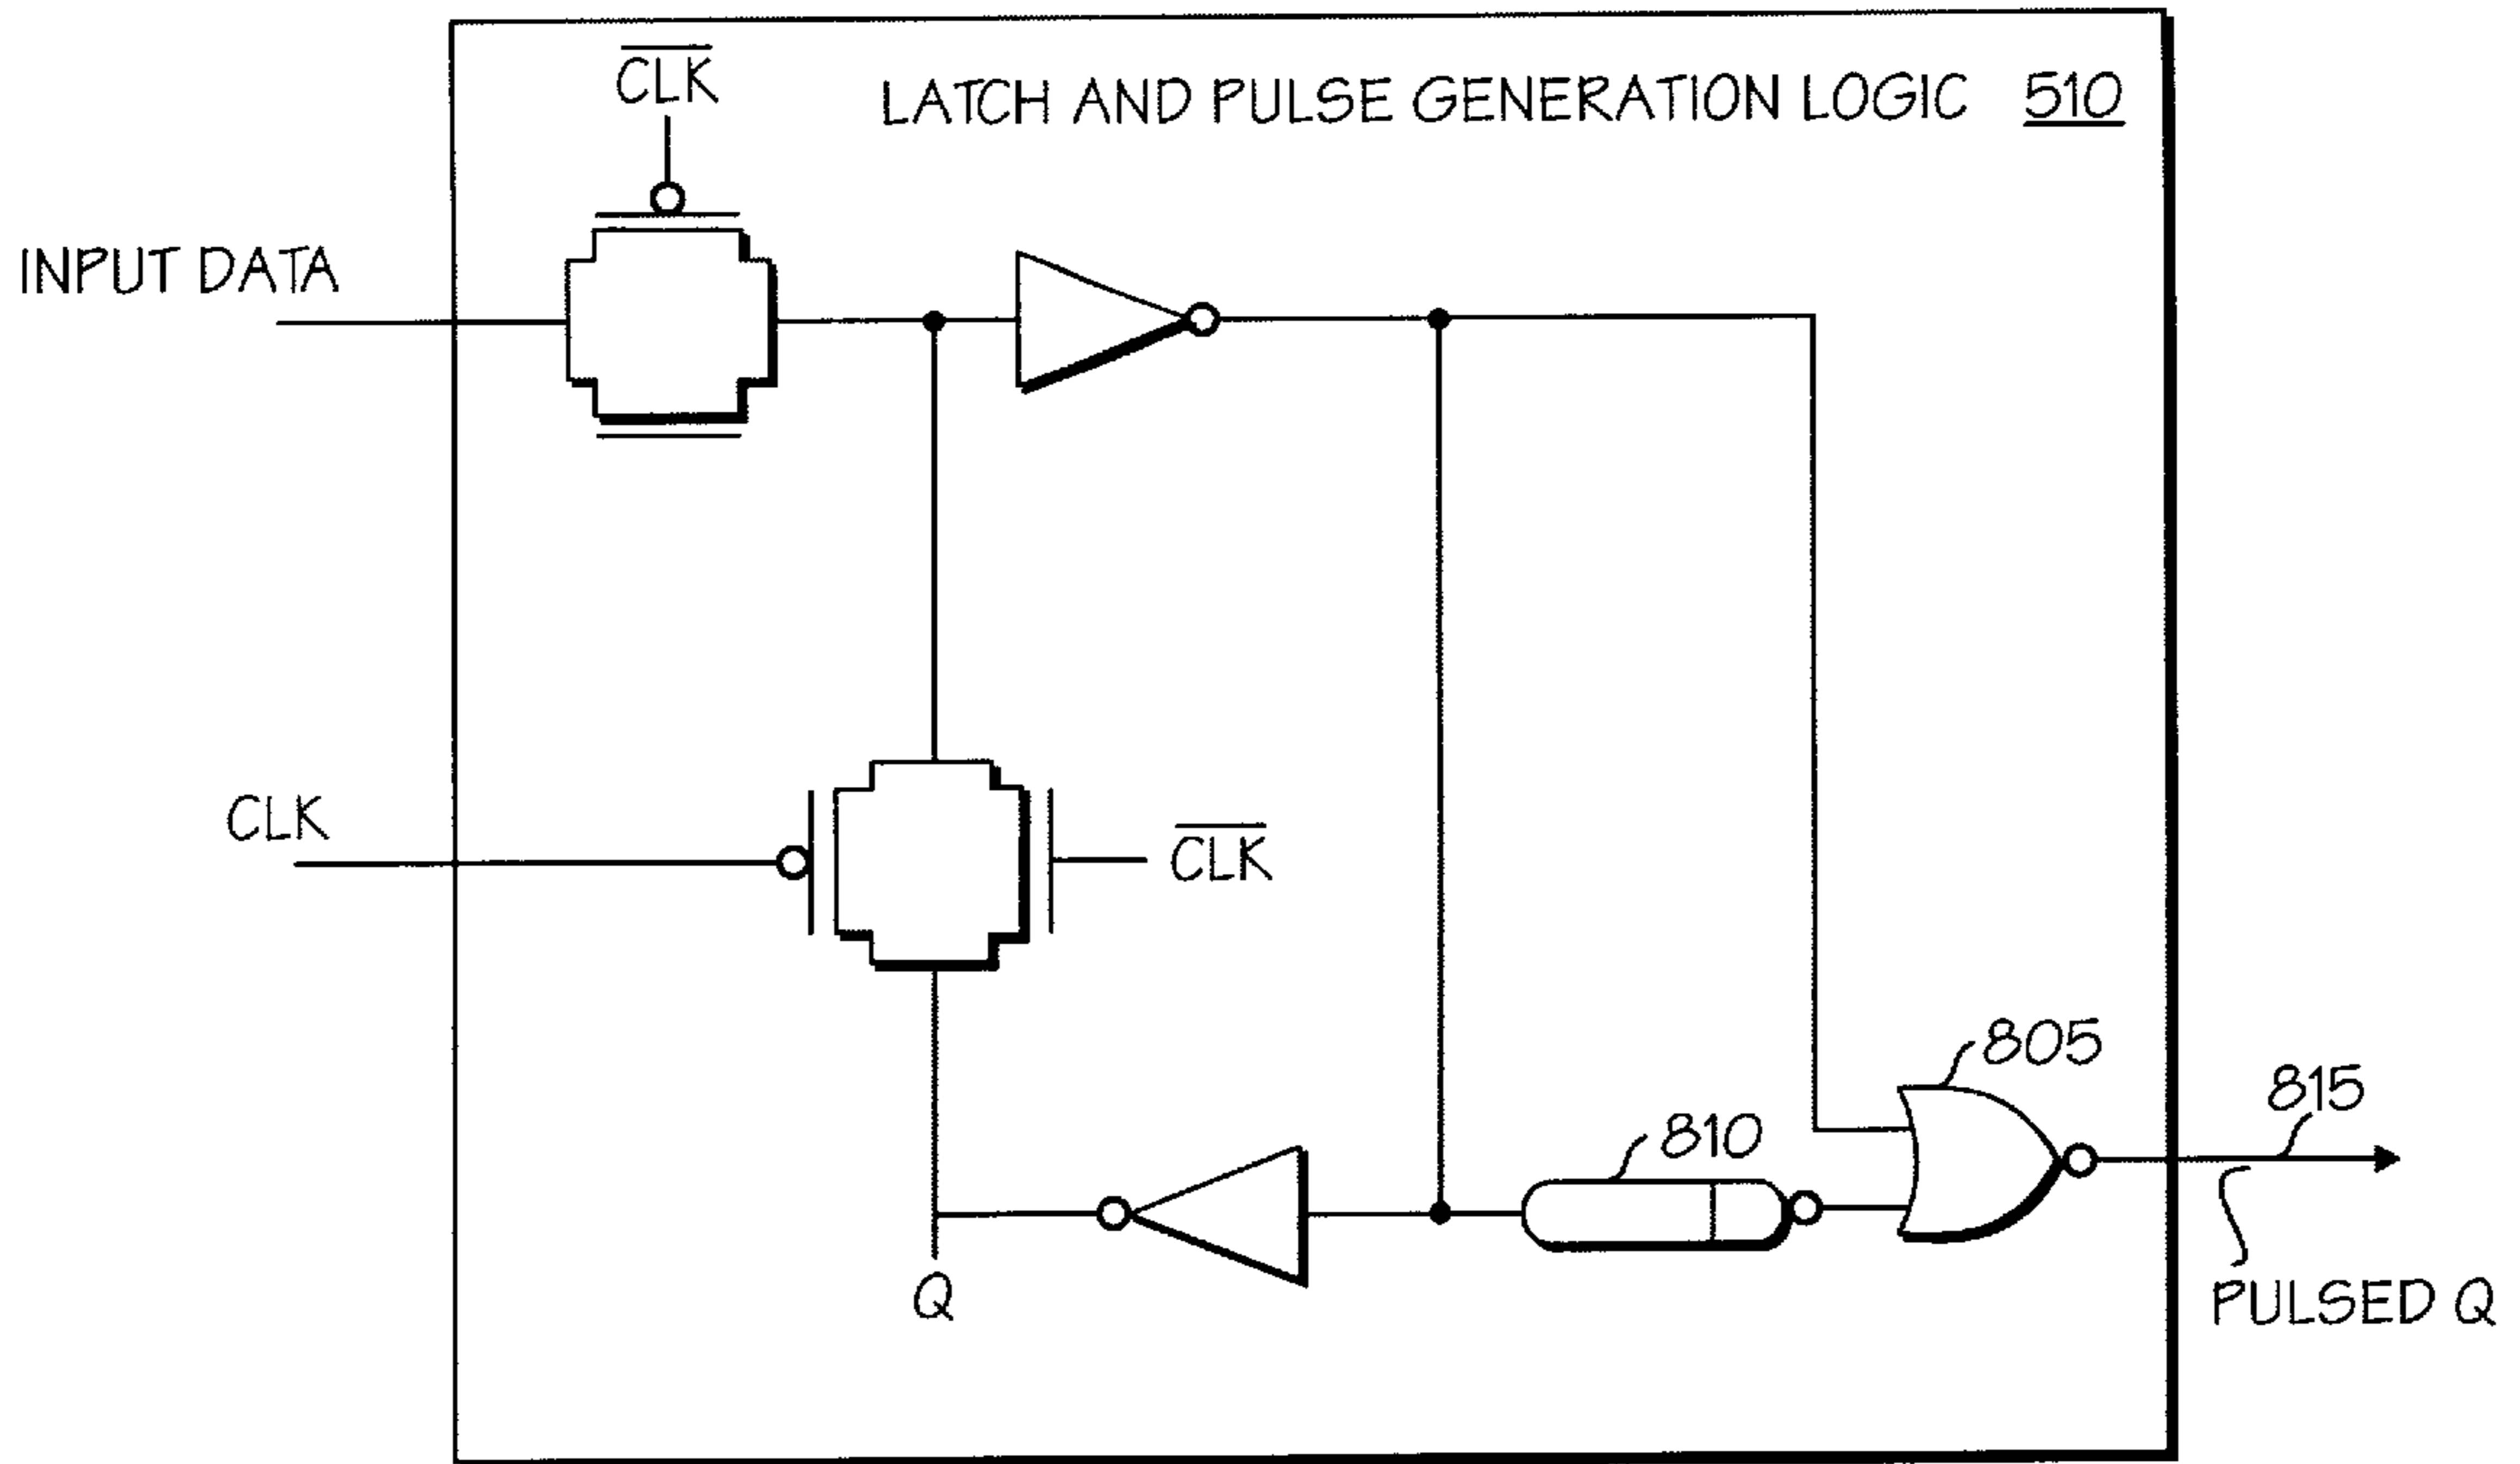 CLK
LATCH AND PULSE GENERATION LOGIC 510
INPUT DATA
CLK
CLK
805
815
810
Q
PULSED Q